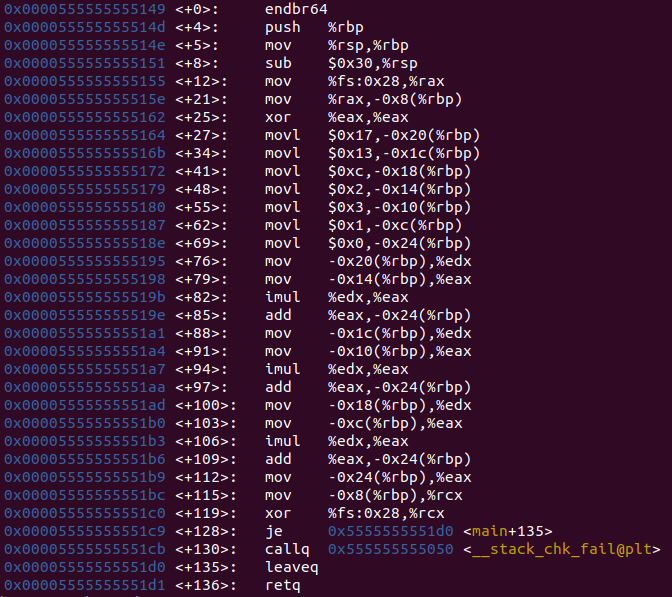 0x0000555555555149 <+0>: endbr64
0x000055555555514d <+4>: push %rbp
0x000055555555514e <+5>: mov %rsp,%rbp
0x0000555555555151 <+8>: sub $0x30,%rsp
0x0000555555555155 <+12>: mov %fs:0x28,%rax
0x000055555555515e <+21>: mov %rax,-0x8(%rbp)
0x0000555555555162 <+25>: xor %eax,%eax
0x0000555555555164 <+27>: movl $0x17,-0x20(%rbp)
0x000055555555516b <+34>: movl $0x13,-0x1c(%rbp)
0x0000555555555172 <+41>: movl $0xc,-0x18(%rbp)
0x0000555555555179 <+48>: movl $0x2,-0x14(%rbp)
0x0000555555555180 <+55>: movl $0x3,-0x10(%rbp)
0x0000555555555187 <+62>: movl $0x1,-0xc(%rbp)
0x000055555555518e <+69>: movl $0x0,-0x24(%rbp)
0x0000555555555195 <+76>: mov -0x20(%rbp),%edx
0x0000555555555198 <+79>: mov -0x14(%rbp),%eax
0x000055555555519b <+82>: imul %edx,%eax
0x000055555555519e <+85>: add %eax,-0x24(%rbp)
0x00005555555551a1 <+88>: mov -0x1c(%rbp),%edx
0x00005555555551a4 <+91>: mov -0x10(%rbp),%eax
0x00005555555551a7 <+94>: imul %edx,%eax
0x00005555555551aa <+97>: add %eax,-0x24(%rbp)
0x00005555555551ad <+100>: mov -0x18(%rbp),%edx
0x00005555555551b0 <+103>: mov -0xc(%rbp),%eax
0x00005555555551b3 <+106>: imul %edx,%eax
0x00005555555551b6 <+109>: add %eax,-0x24(%rbp)
0x00005555555551b9 <+112>: mov -0x24(%rbp),%eax
0x00005555555551bc <+115>: mov -0x8(%rbp),%rcx
0x00005555555551c0 <+119>: xor %fs:0x28,%rcx
0x00005555555551c9 <+128>: je 0x5555555551d0 <main+135>
0x00005555555551cb <+130>: callq 0x555555555050 <__stack_chk_fail@plt>
0x00005555555551d0 <+135>: leaveq
0x00005555555551d1 <+136>: retq